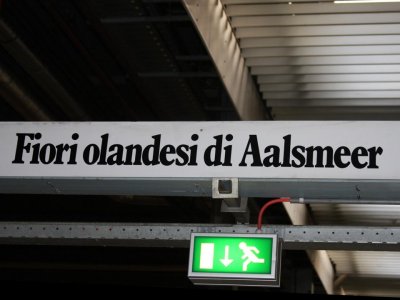 Fiori olandesi di Aalsmeer